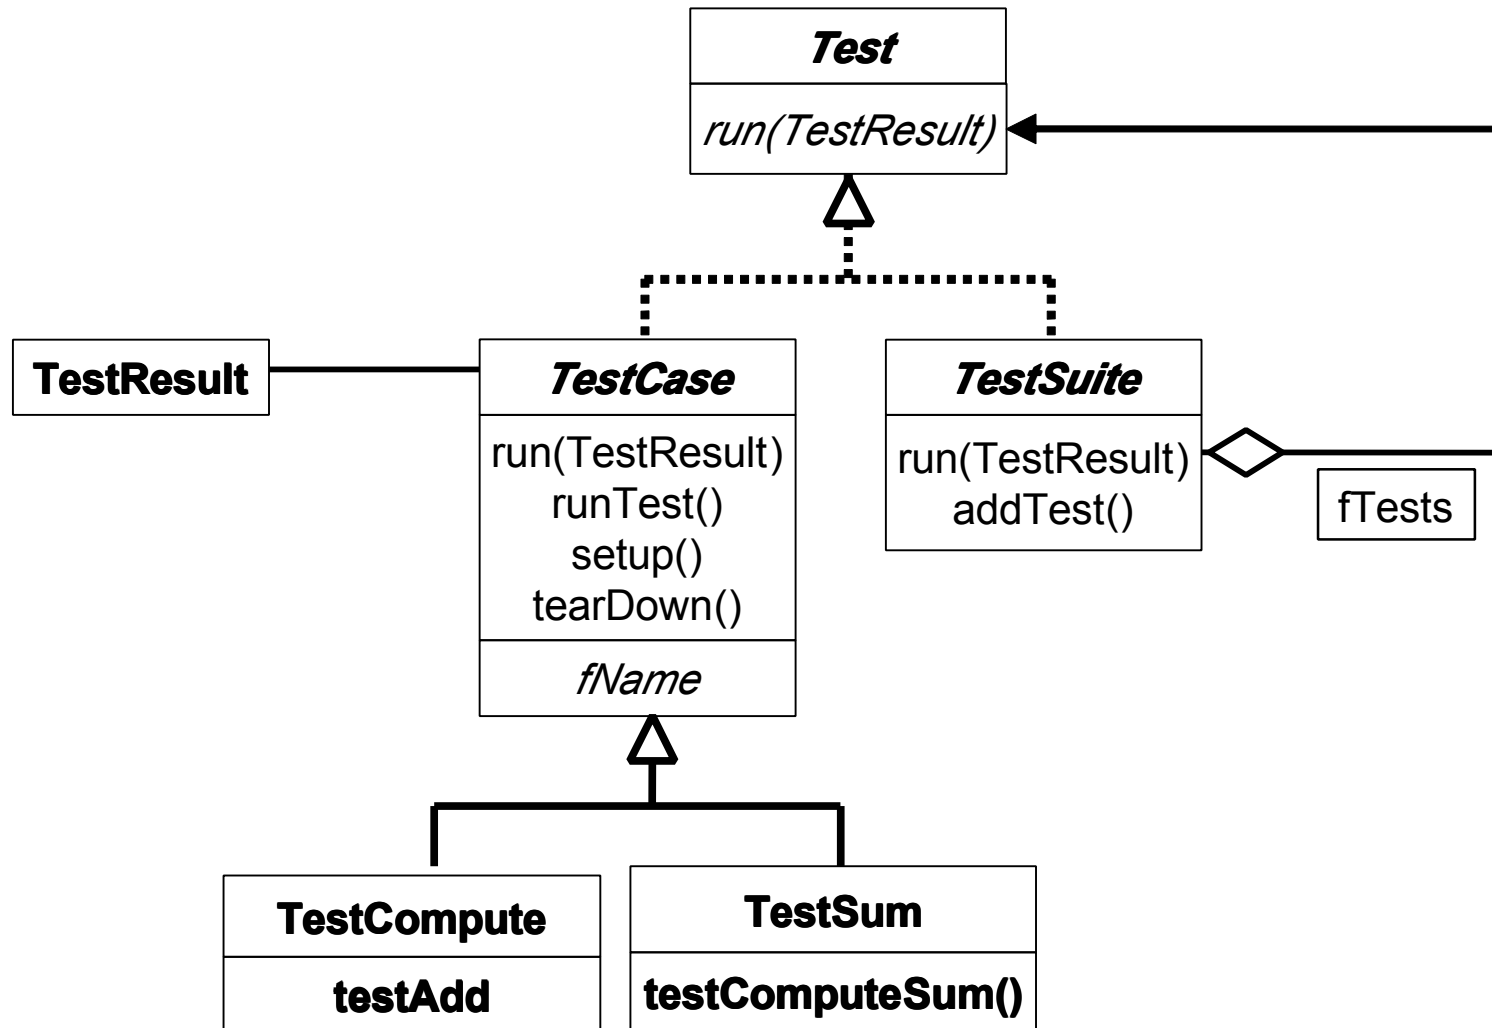 Test
run(TestResult)
TestResult
TestCase
run(TestResult)
runTest()
setup()
tearDown()
fName
TestSuite
run(TestResult)
addTest()
fTests
TestCompute
testAdd
TestSum
testComputeSum()